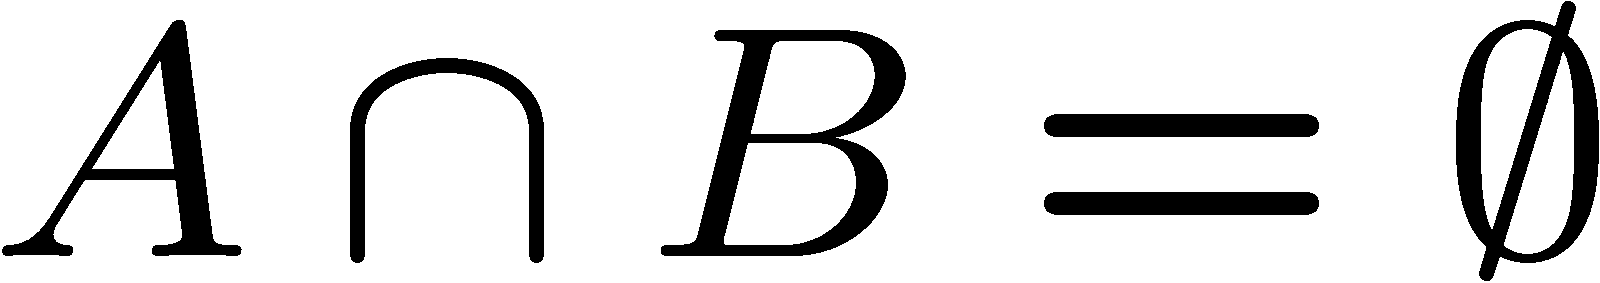 A ∩ B = ∅